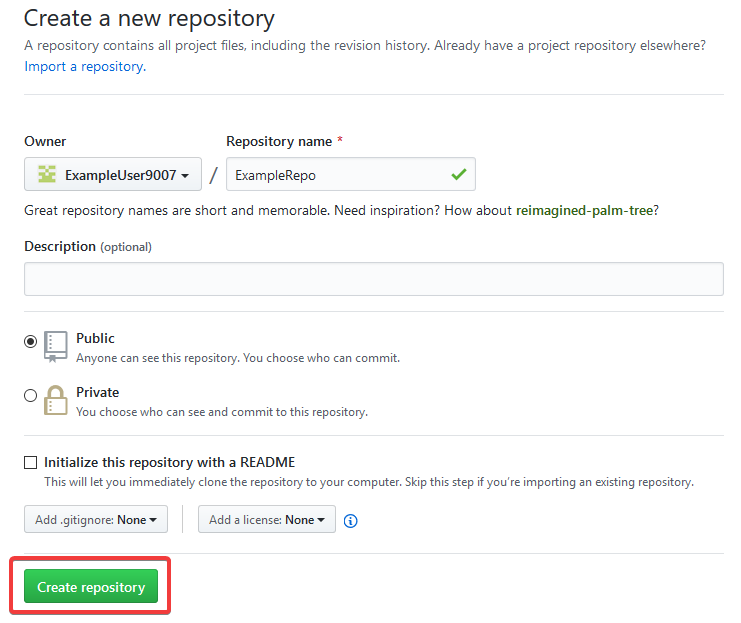 Create a new repository
A repository contains all project files, including the revision history. Already have a project repository elsewhere?
Import a repository.
Owner
Repository name *
ExampleUser9007 / ExampleRepo
Great repository names are short and memorable. Need inspiration? How about reimagined-palm-tree?
Description (optional)
Public
Anyone can see this repository. You choose who can commit.
Private
You choose who can see and commit to this repository.
Initialize this repository with a README
This will let you immediately clone the repository to your computer. Skip this step if you're importing an existing repository.
Add .gitignore: None
Add a license: None
Create repository